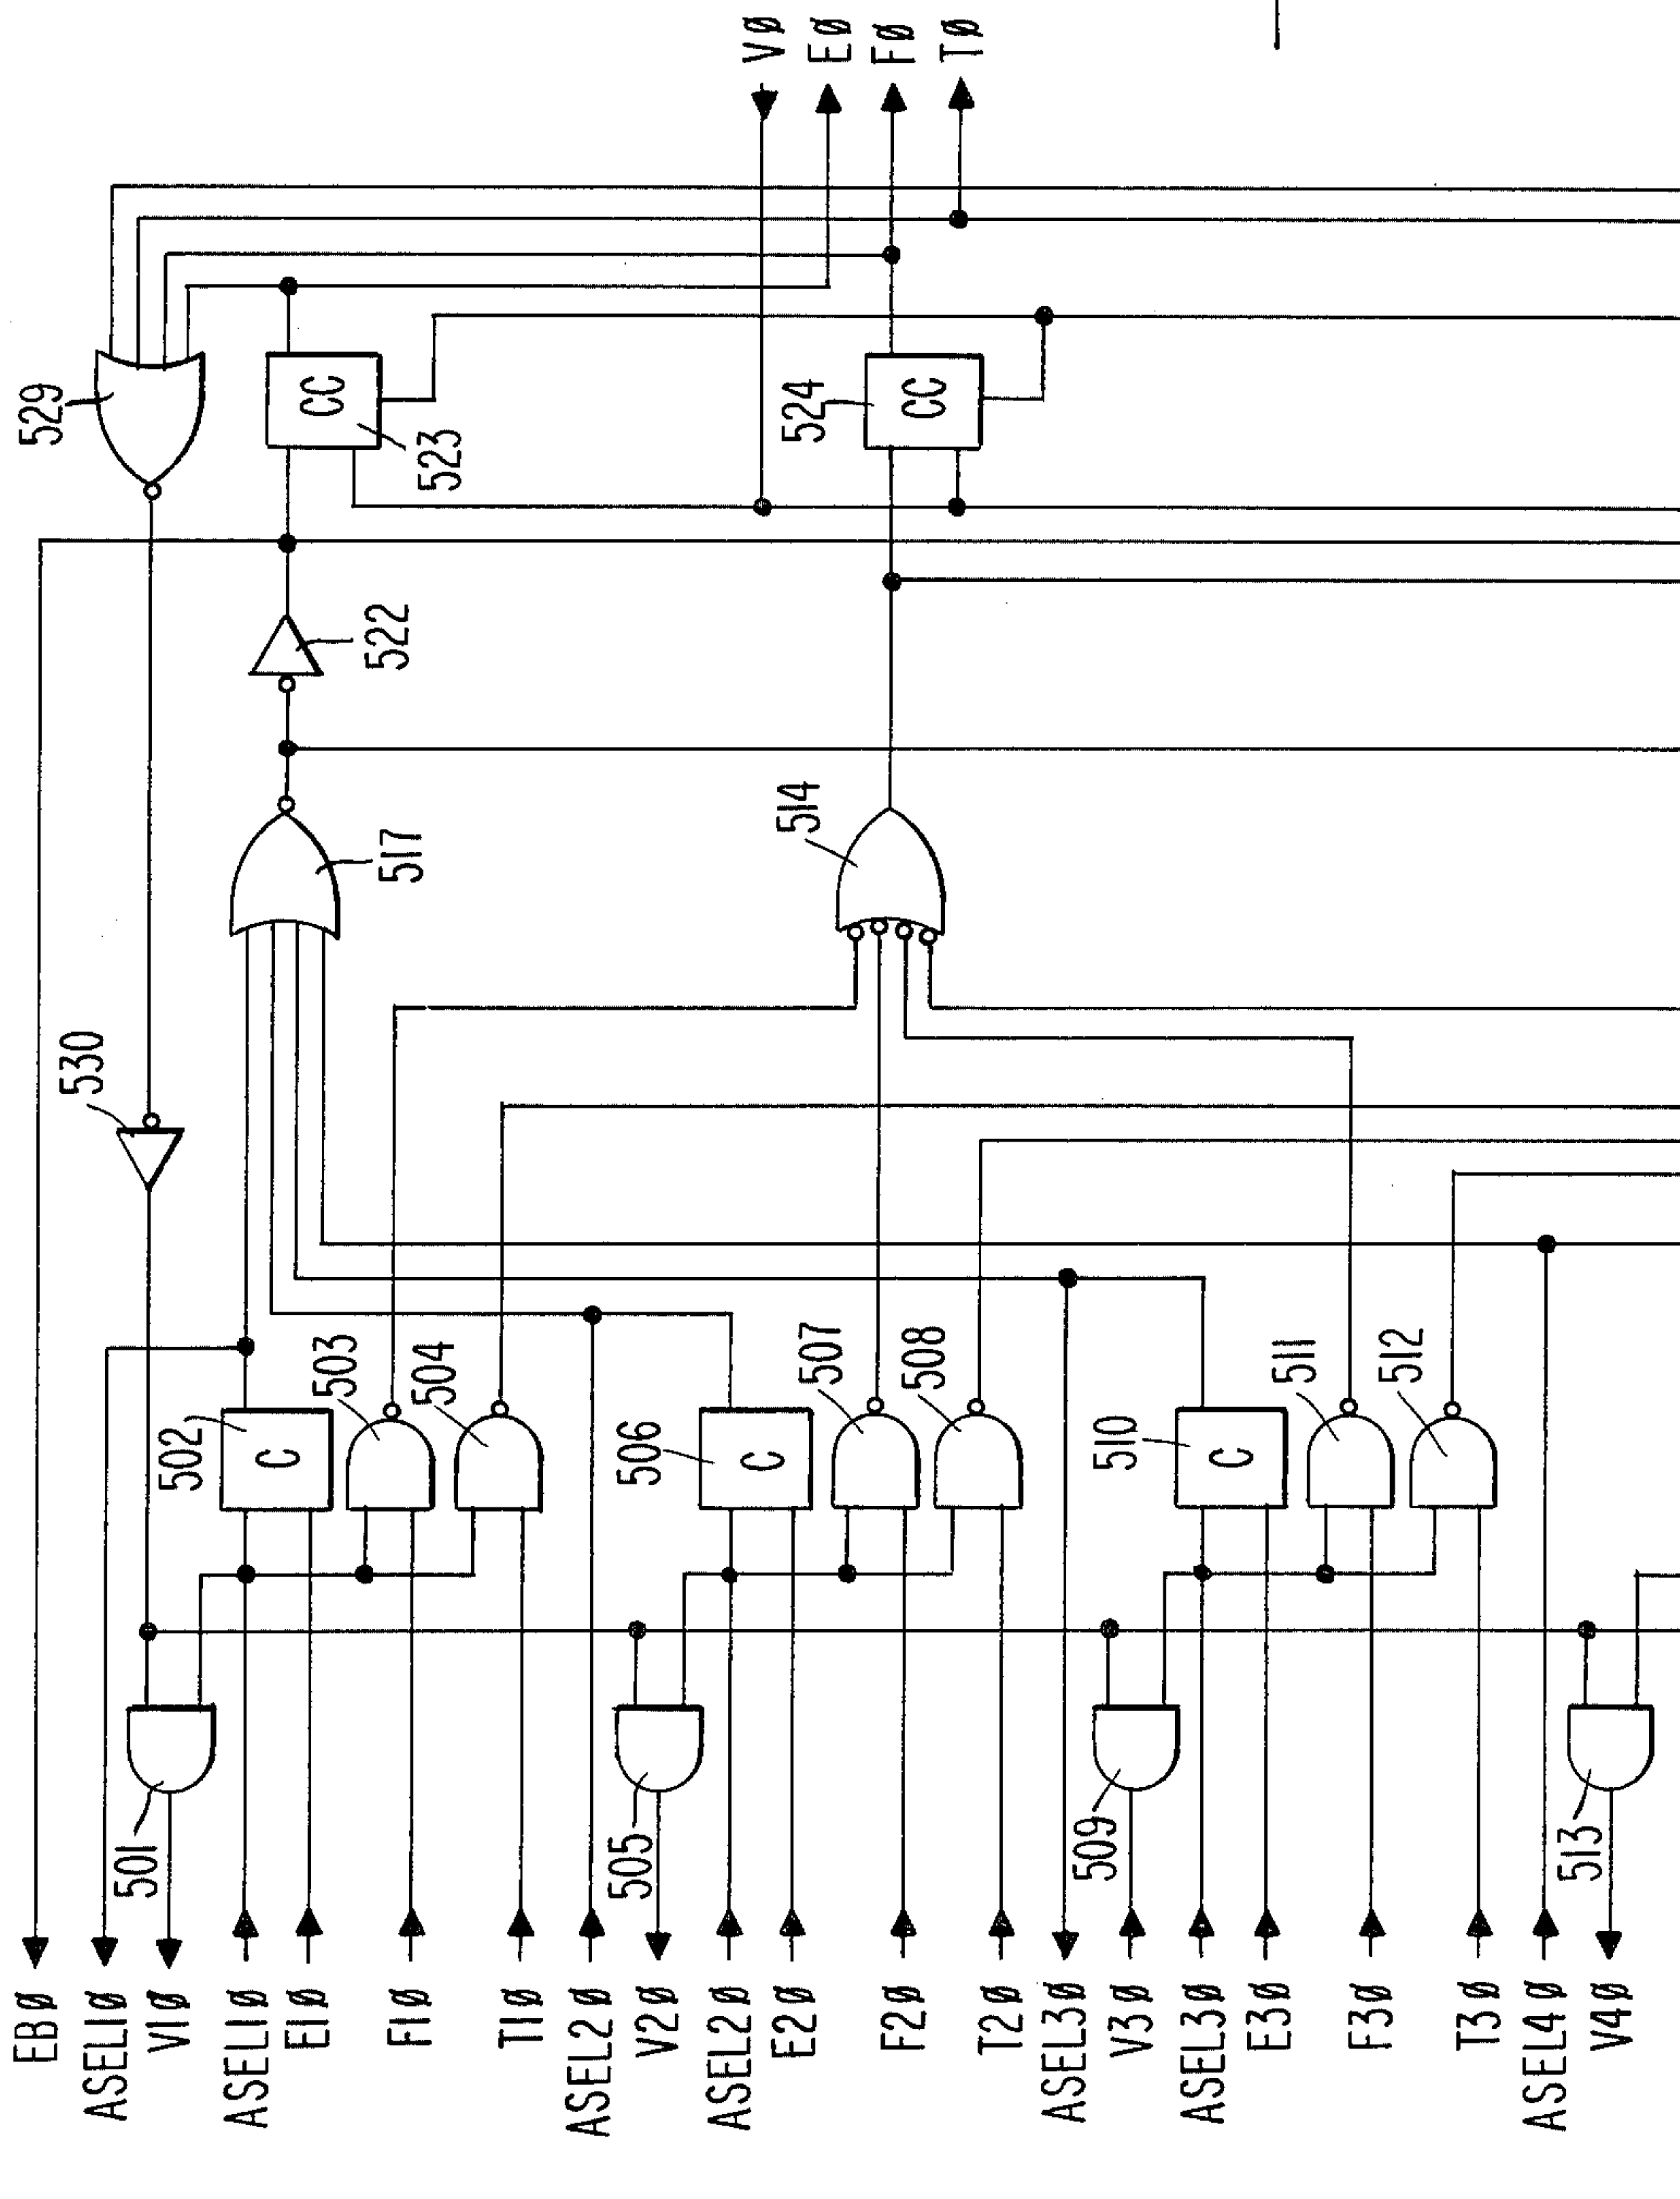 VØ
EØ
FØ
TØ
529
CC
523
524
CC
522
517
514
530
502
C
503
504
506
C
507
508
510
C
511
512
501
505
509
513
EBØ
ASEL1Ø
V1Ø
ASEL1Ø
E1Ø
F1Ø
T1Ø
ASEL2Ø
V2Ø
ASEL2Ø
E2Ø
F2Ø
T2Ø
ASEL3Ø
V3Ø
ASEL3Ø
E3Ø
F3Ø
T3Ø
ASEL4Ø
V4Ø